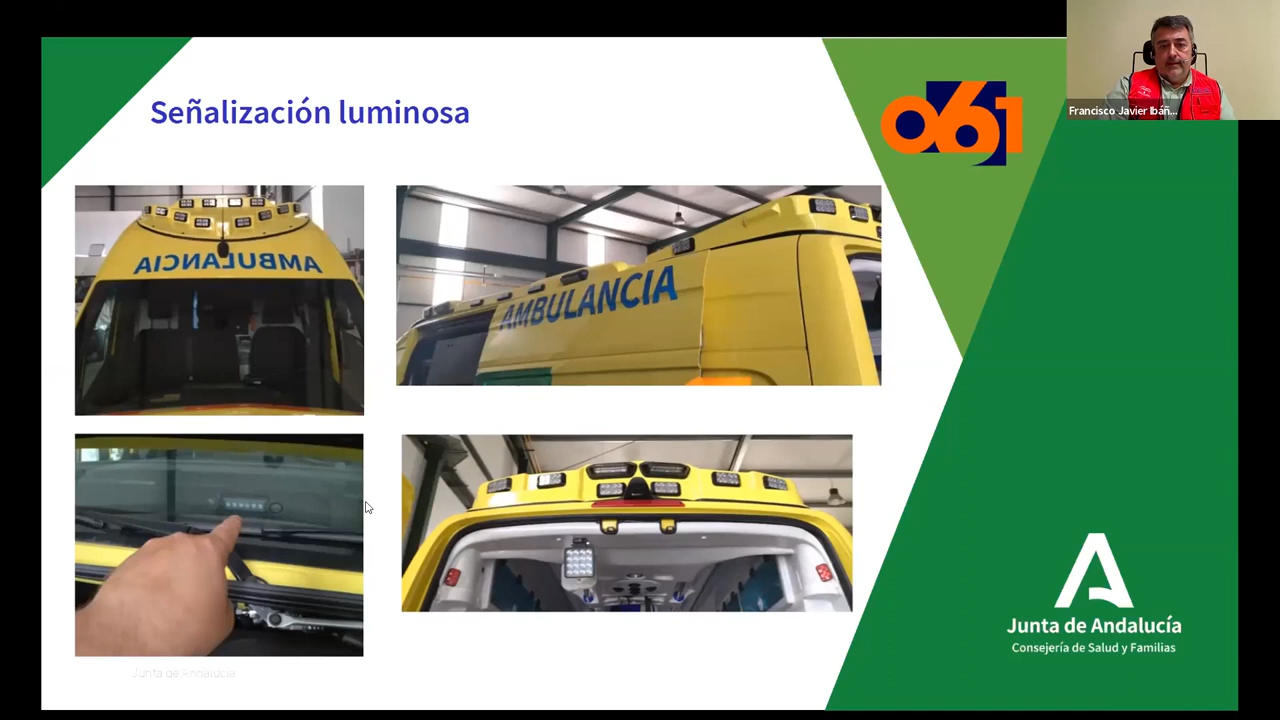 Señalización luminosa
061
Francisco Javier Ibáñ...
AMBULANCIA
AMBULANCIA
Junta de Andalucía
Consejería de Salud y Familias
Junta de Andalucía